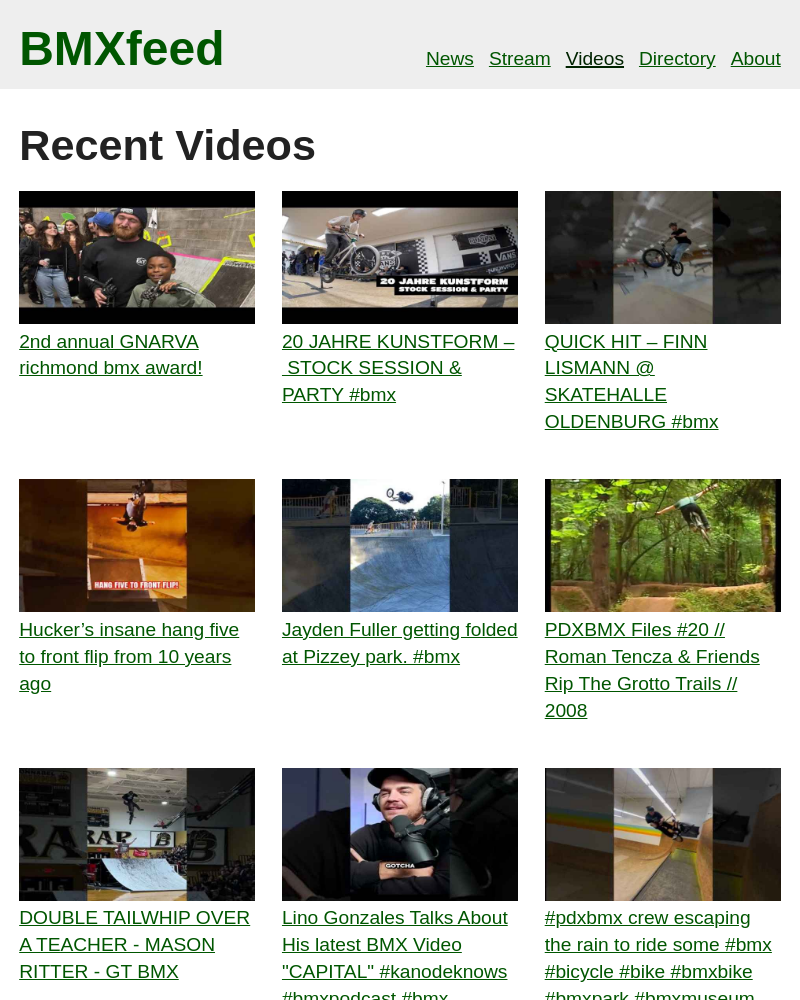 BMXfeed
News Stream Videos Directory About
Recent Videos
20 JAHRE KUNSTFORM
STOCK SESSION & PARTY
VANS
2nd annual GNARVA
richmond bmx award!
20 JAHRE KUNSTFORM –
STOCK SESSION &
PARTY #bmx
QUICK HIT – FINN
LISMANN @
SKATEHALLE
OLDENBURG #bmx
HANG FIVE TO FRONT FLIP!
Hucker’s insane hang five
to front flip from 10 years
ago
Jayden Fuller getting folded
at Pizzey park. #bmx
PDXBMX Files #20 //
Roman Tencza & Friends
Rip The Grotto Trails //
2008
GOTCHA
DOUBLE TAILWHIP OVER
A TEACHER - MASON
RITTER - GT BMX
Lino Gonzales Talks About
His latest BMX Video
"CAPITAL" #kanodeknows
#bmxpodcast #bmx
#pdxbmx crew escaping
the rain to ride some #bmx
#bicycle #bike #bmxbike
#bmxpark #bmxmuseum